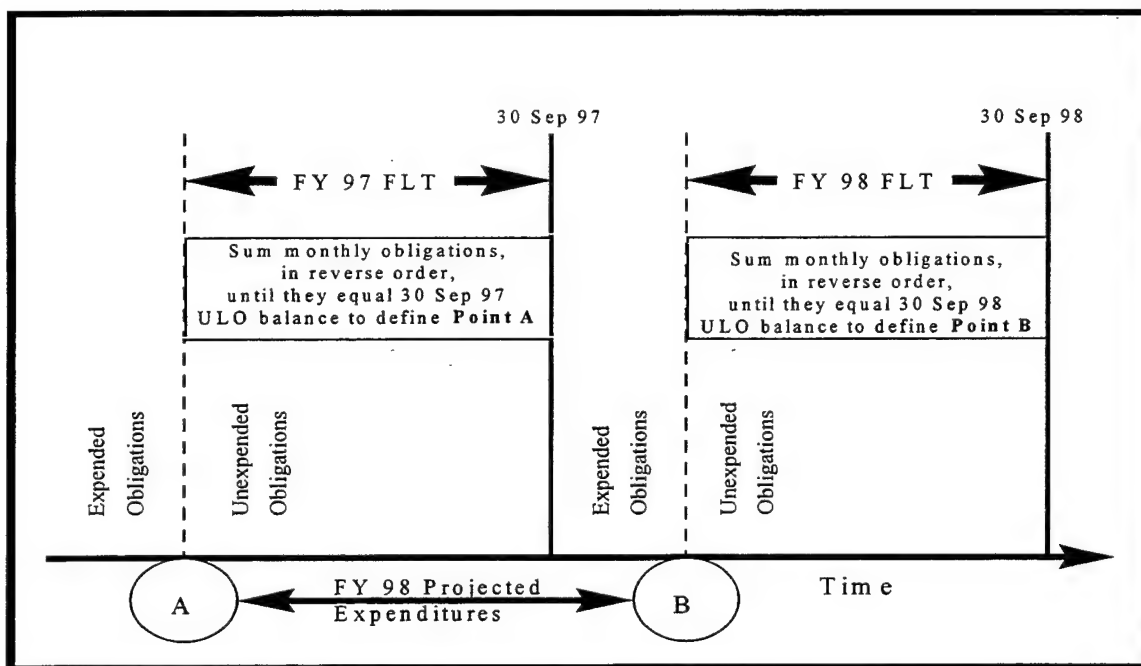 30 Sep 97
30 Sep 98
FY 97 FLT
FY 98 FLT
Sum monthly obligations,
in reverse order,
until they equal 30 Sep 97
ULO balance to define Point A
Sum monthly obligations,
in reverse order,
until they equal 30 Sep 98
ULO balance to define Point B
Expended
Obligations
Unexpended
Obligations
Expended
Obligations
Unexpended
Obligations
A
FY 98 Projected
Expenditures
B
Time